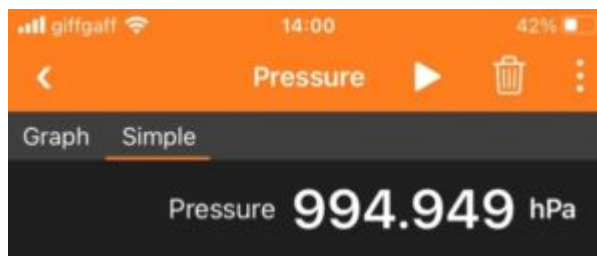 giffgaff 14:00 42%
Pressure
Graph Simple
Pressure 994.949 hPa